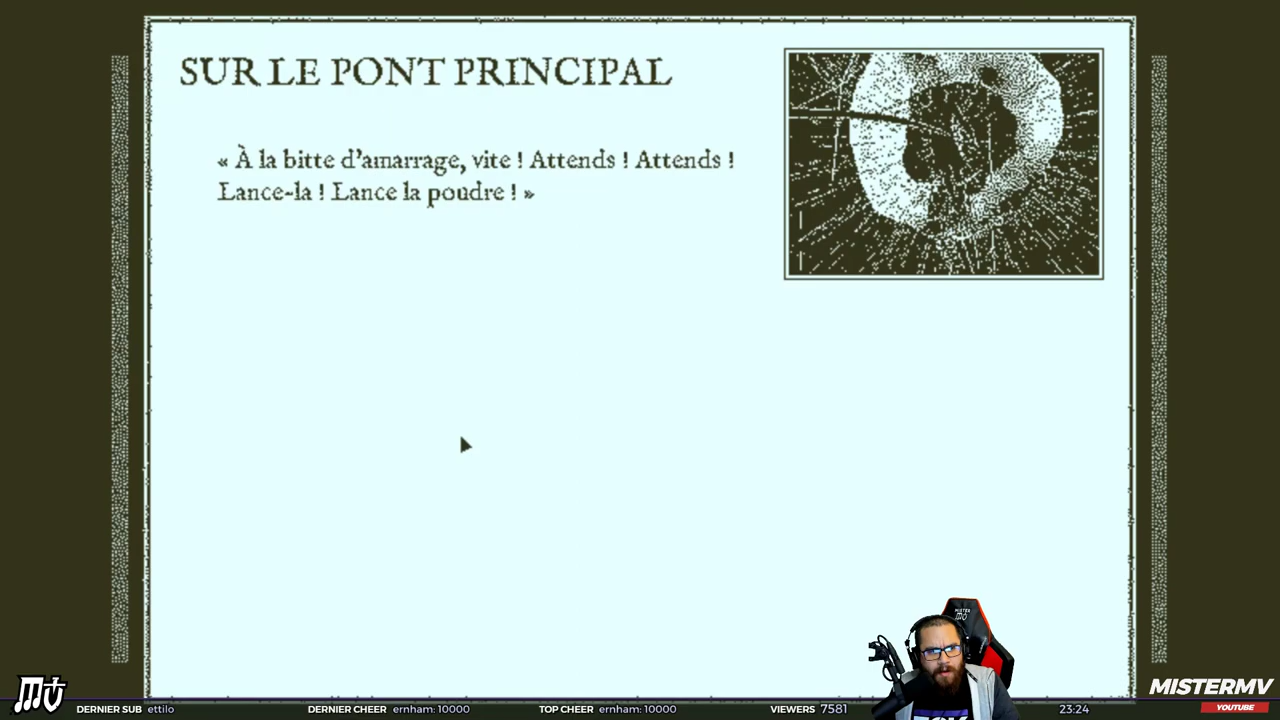 SUR LE PONT PRINCIPAL
« À la bitte d'amarrage, vite ! Attends ! Attends !
Lance-la ! Lance la poudre ! »
MISTERMV
YOUTUBE
DERNIER SUB ettilo
DERNIER CHEER ernham: 10000
TOP CHEER ernham: 10000
VIEWERS 7581
23:24